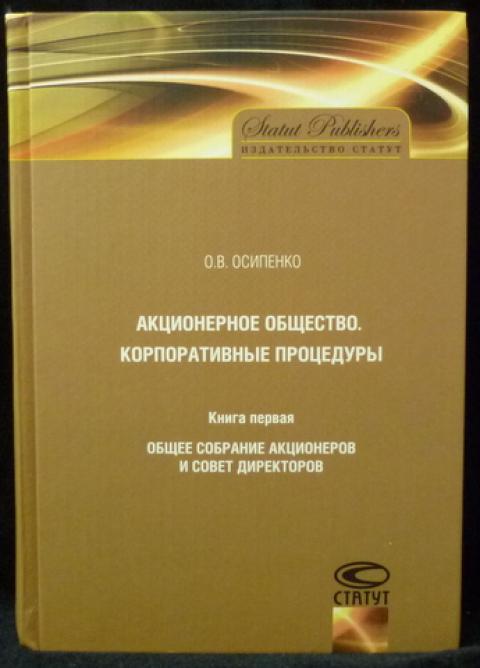 Statut Publishers
ИЗДАТЕЛЬСТВО СТАТУТ
О.В. ОСИПЕНКО
АКЦИОНЕРНОЕ ОБЩЕСТВО.
КОРПОРАТИВНЫЕ ПРОЦЕДУРЫ
Книга первая
ОБЩЕЕ СОБРАНИЕ АКЦИОНЕРОВ
И СОВЕТ ДИРЕКТОРОВ
СТАТУТ